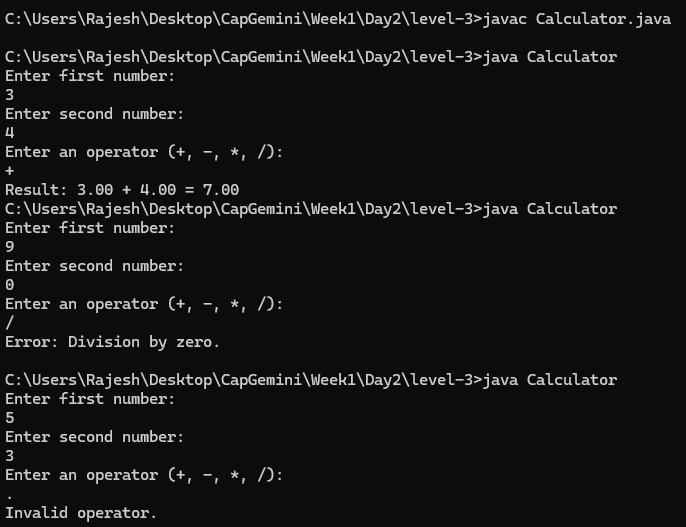 C:\Users\Rajesh\Desktop\CapGemini\Week1\Day2\level-3>javac Calculator.java
C:\Users\Rajesh\Desktop\CapGemini\Week1\Day2\level-3>java Calculator
Enter first number:
3
Enter second number:
4
Enter an operator (+, -, *, /):
+
Result: 3.00 + 4.00 = 7.00
C:\Users\Rajesh\Desktop\CapGemini\Week1\Day2\level-3>java Calculator
Enter first number:
9
Enter second number:
0
Enter an operator (+, -, *, /):
/
Error: Division by zero.
C:\Users\Rajesh\Desktop\CapGemini\Week1\Day2\level-3>java Calculator
Enter first number:
5
Enter second number:
3
Enter an operator (+, -, *, /):
.
Invalid operator.